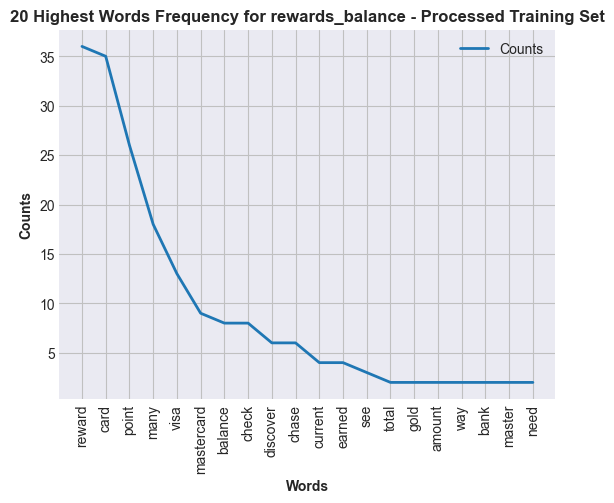 20 Highest Words Frequency for rewards_balance - Processed Training Set
Counts
35
30
25
20
15
10
5
Counts
reward
card
point
many
visa
mastercard
balance
check
discover
chase
current
earned
see
total
gold
amount
way
bank
master
need
Words